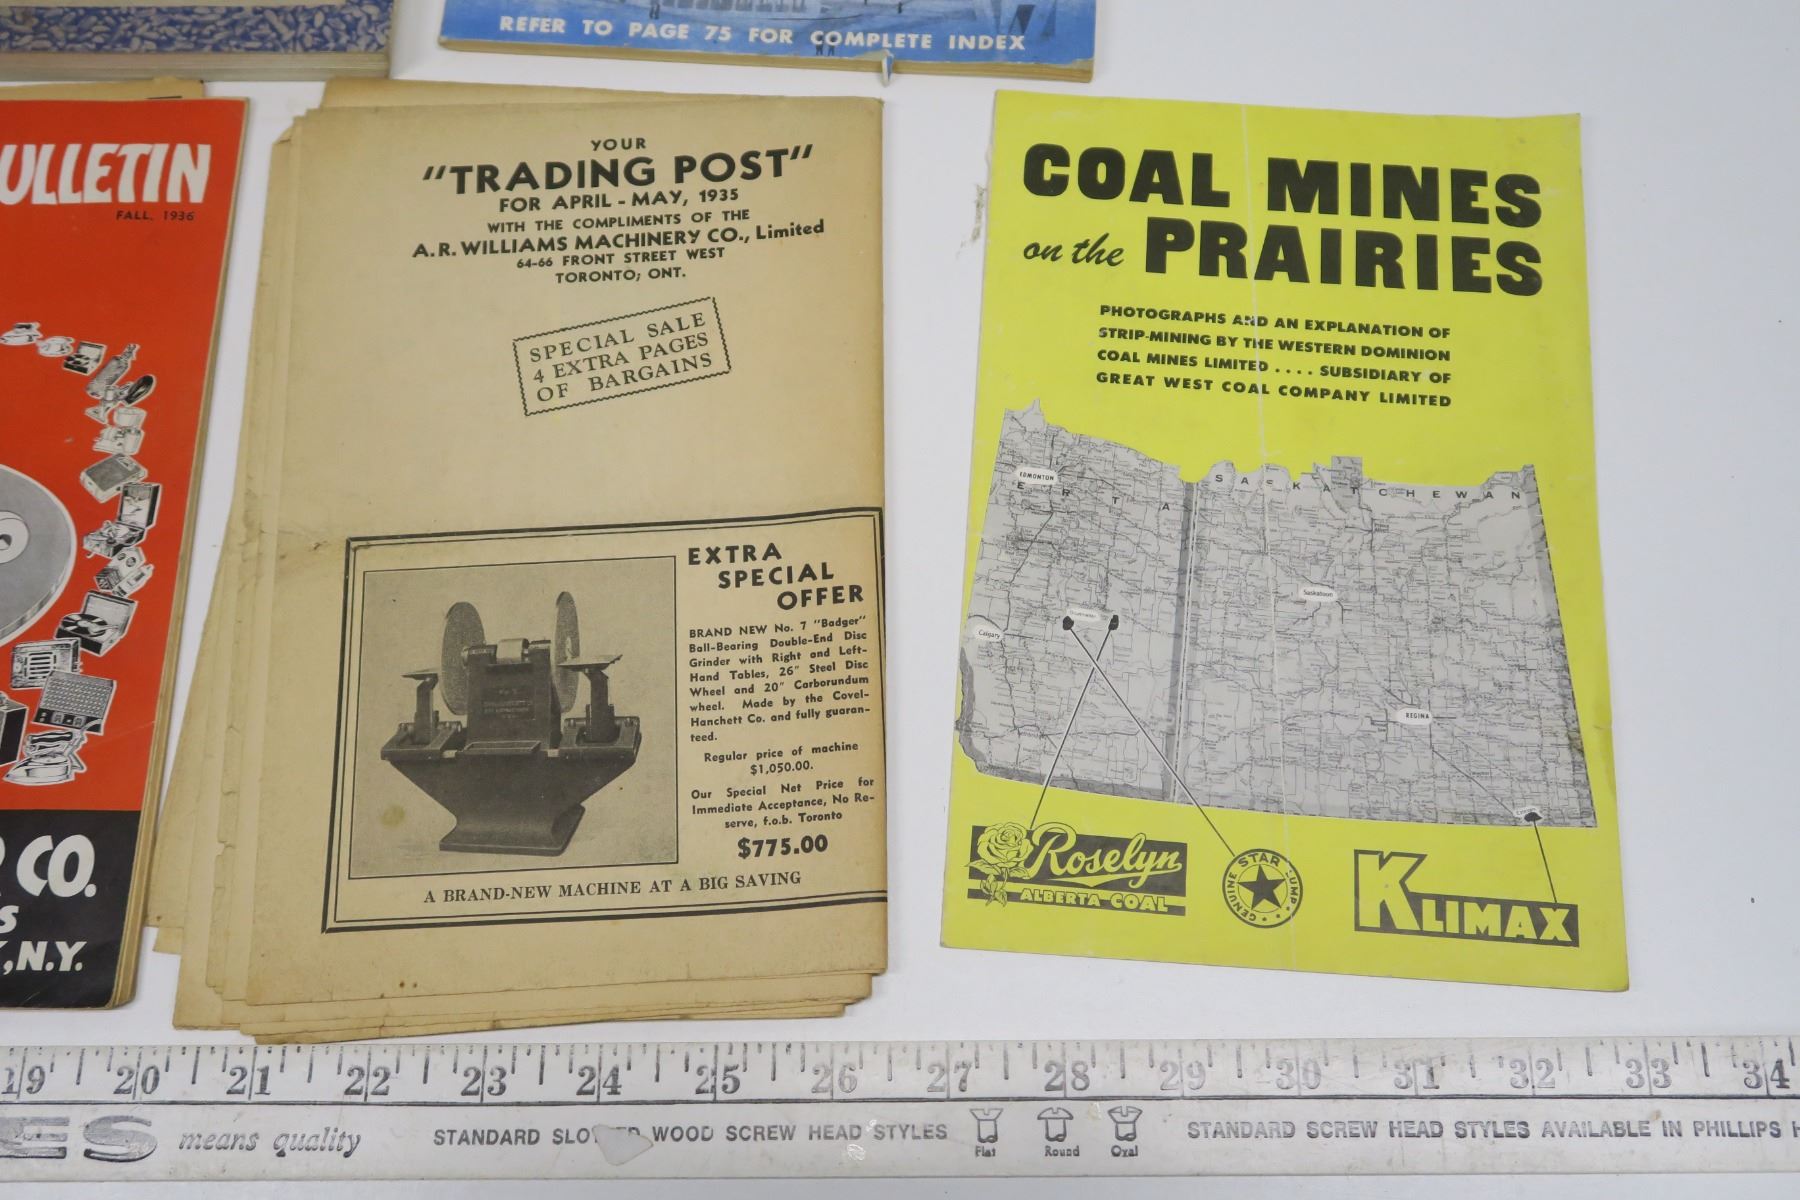 REFER TO PAGE 75 FOR COMPLETE INDEX
ULLETIN
FALL, 1936
CO.
S
,N.Y.
YOUR
"TRADING POST"
FOR APRIL - MAY, 1935
WITH THE COMPLIMENTS OF THE
A.R. WILLIAMS MACHINERY CO., Limited
64-66 FRONT STREET WEST
TORONTO, ONT.
SPECIAL SALE
4 EXTRA PAGES
OF BARGAINS
EXTRA
SPECIAL
OFFER
BRAND NEW No. 7 "Badger"
Ball-Bearing Double-End Disc
Grinder with Right and Left-
Hand Tables, 26" Steel Disc
Wheel and 20" Carborundum
wheel. Made by the Covel-
Hanchett Co. and fully guaran-
teed.
Regular price of machine
$1,050.00.
Our Special Net Price for
Immediate Acceptance, No Re-
serve, f.o.b. Toronto
$775.00
A BRAND-NEW MACHINE AT A BIG SAVING
COAL MINES
on the PRAIRIES
PHOTOGRAPHS AND AN EXPLANATION OF
STRIP-MINING BY THE WESTERN DOMINION
COAL MINES LIMITED .... SUBSIDIARY OF
GREAT WEST COAL COMPANY LIMITED
EDMONTON
E R T A
SASKATCHEWAN
Saskatoon
Calgary
REGINA
Roselyn
ALBERTA COAL
GENUINE STAR LUMP
KLIMAX
19 20 21 22 23 24 25 26 27 28 29 30 31 32 33 34
ES means quality
STANDARD SLOTTED WOOD SCREW HEAD STYLES
Flat Round Oval
STANDARD SCREW HEAD STYLES AVAILABLE IN PHILLIPS H